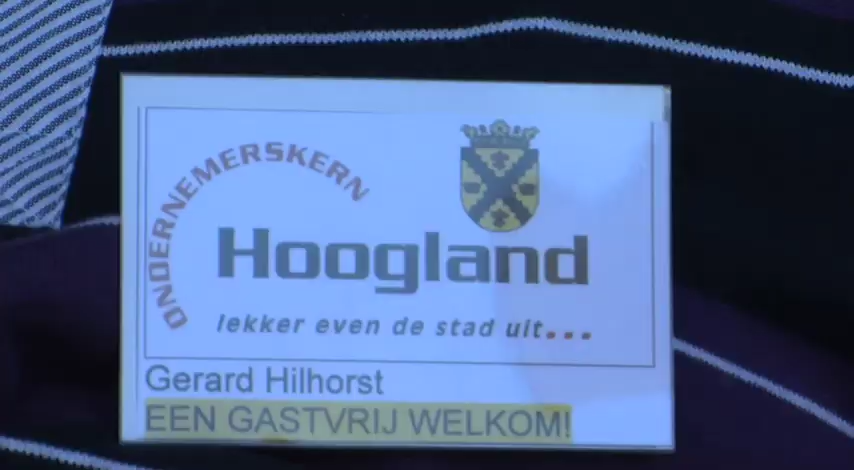 ONDERNEMERSKERN
Hoogland
lekker even de stad uit...
Gerard Hilhorst
EEN GASTVRIJ WELKOM!